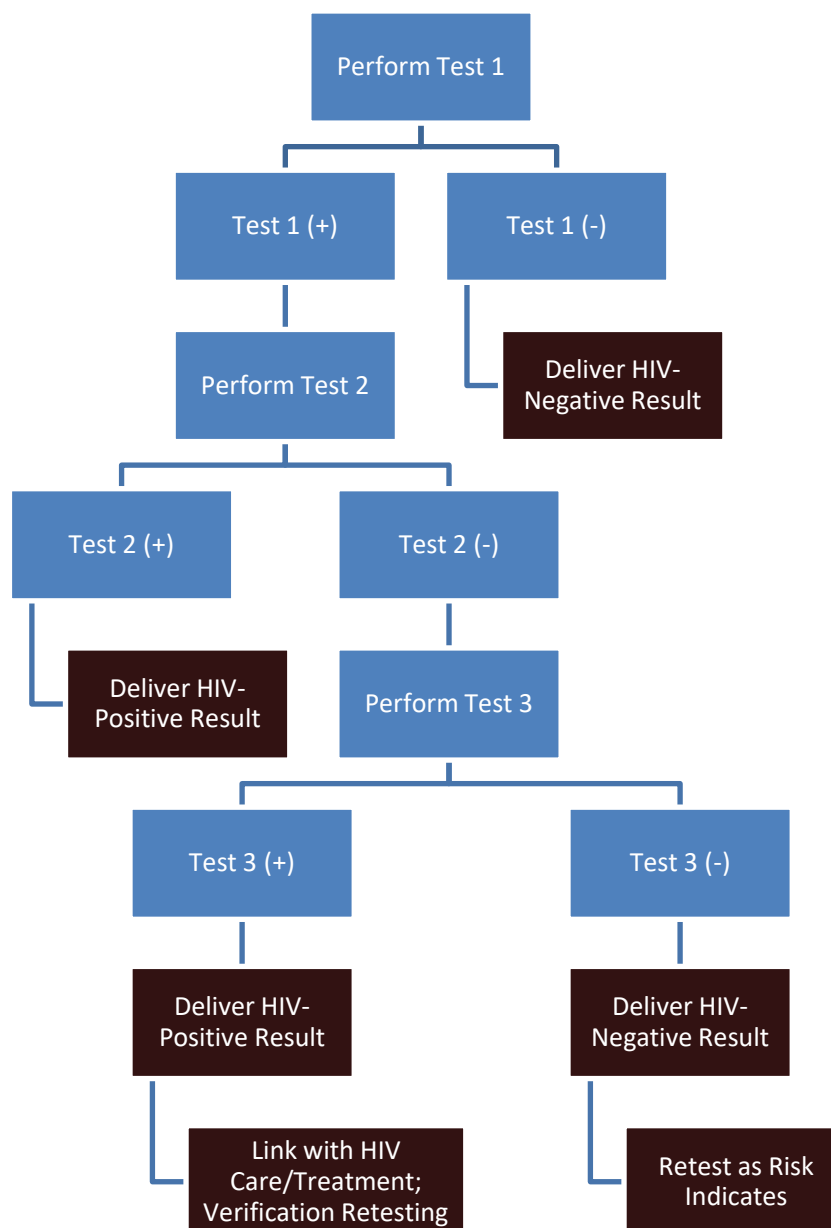 Perform Test 1
Test 1 (+)
Test 1 (-)
Perform Test 2
Deliver HIV-
Negative Result
Test 2 (+)
Test 2 (-)
Deliver HIV-
Positive Result
Perform Test 3
Test 3 (+)
Test 3 (-)
Deliver HIV-
Positive Result
Deliver HIV-
Negative Result
Link with HIV
Care/Treatment;
Verification Retesting
Retest as Risk
Indicates